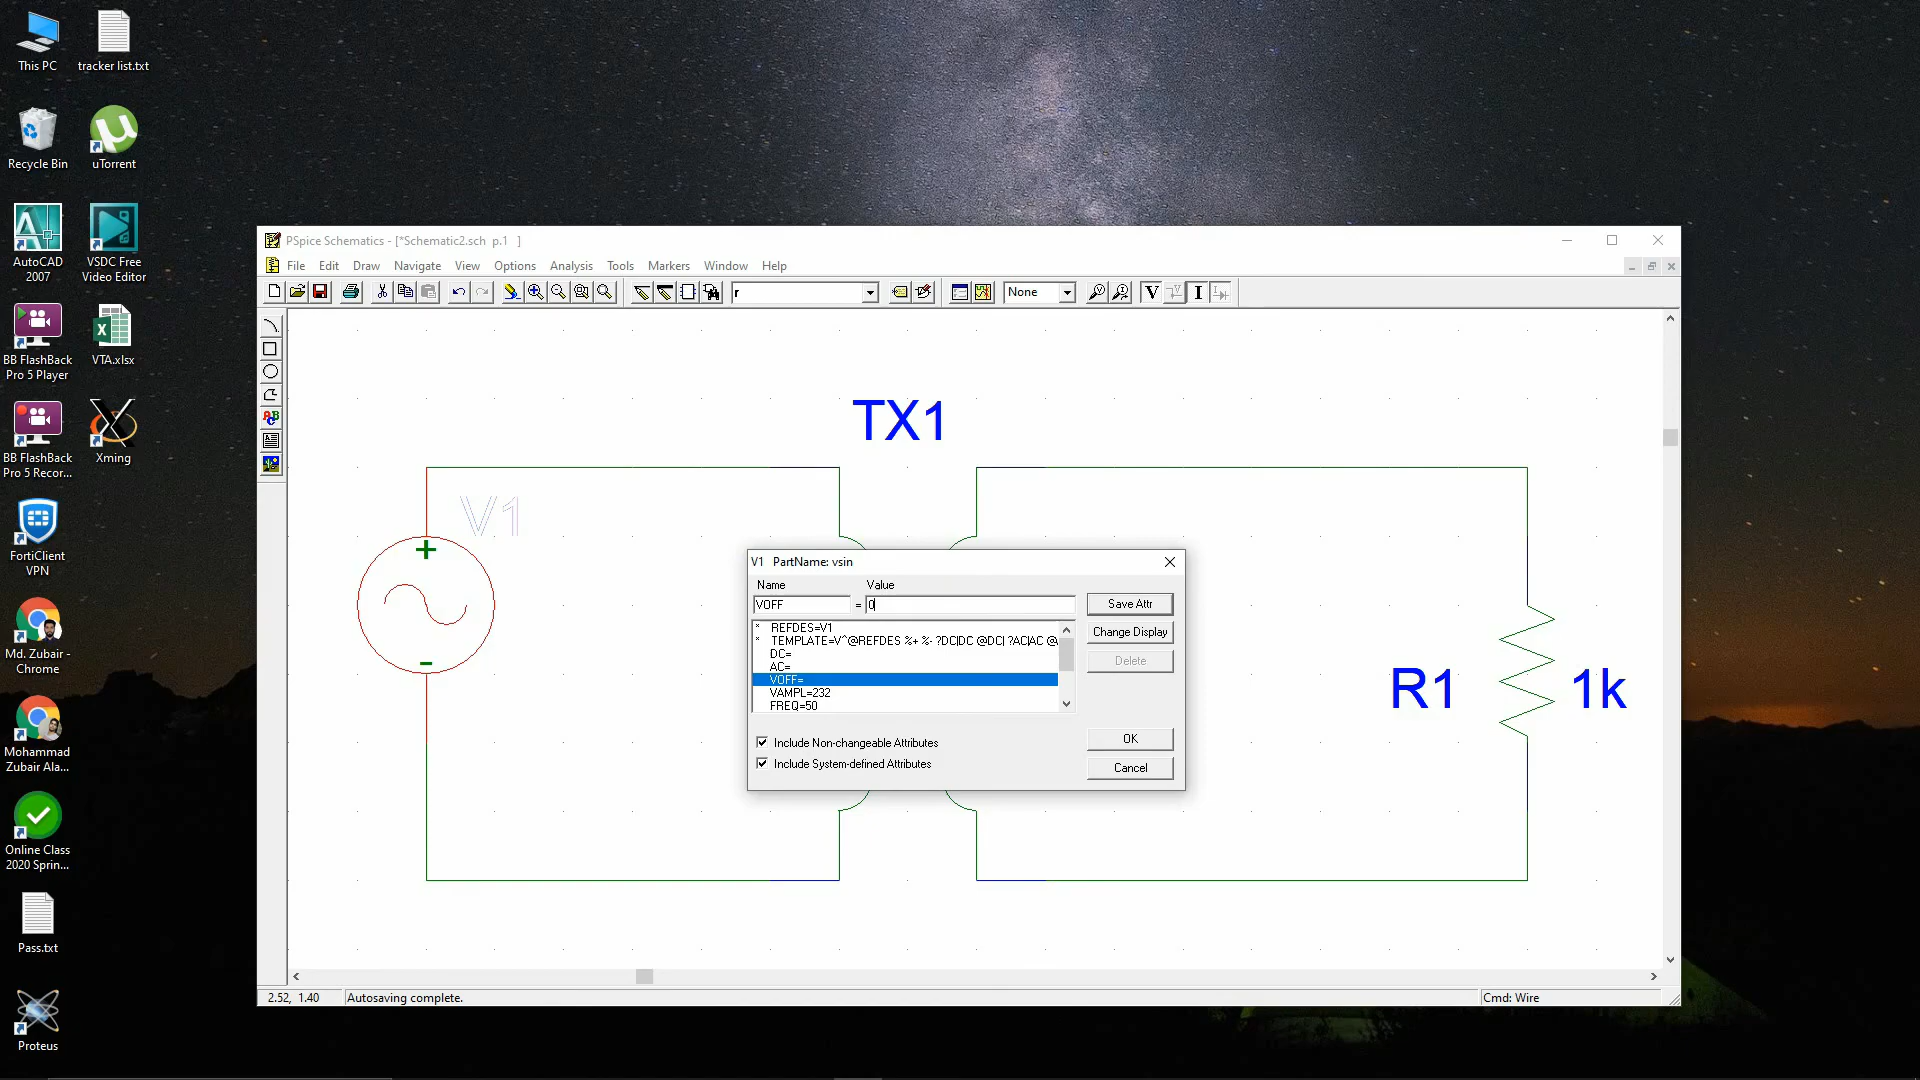 This PC
tracker list.txt
Recycle Bin
uTorrent
AutoCAD
2007
VSDC Free
Video Editor
BB FlashBack
Pro 5 Player
VTA.xlsx
BB FlashBack
Pro 5 Recor...
Xming
FortiClient
VPN
Md. Zubair -
Chrome
Mohammad
Zubair Ala...
Online Class
2020 Sprin...
Pass.txt
Proteus
PSpice Schematics - [*Schematic2.sch p.1 ]
File Edit Draw Navigate View Options Analysis Tools Markers Window Help
r
None
V
I
TX1
V1
+
-
R1 1k
V1 PartName: vsin
Name Value
VOFF = 0
Save Attr
Change Display
Delete
* REFDES=V1
* TEMPLATE=V^@REFDES %+ %- ?DC|DC @DC| ?AC|AC @
DC=
AC=
VOFF=
VAMPL=232
FREQ=50
Include Non-changeable Attributes
Include System-defined Attributes
OK
Cancel
2.52, 1.40 Autosaving complete. Cmd: Wire